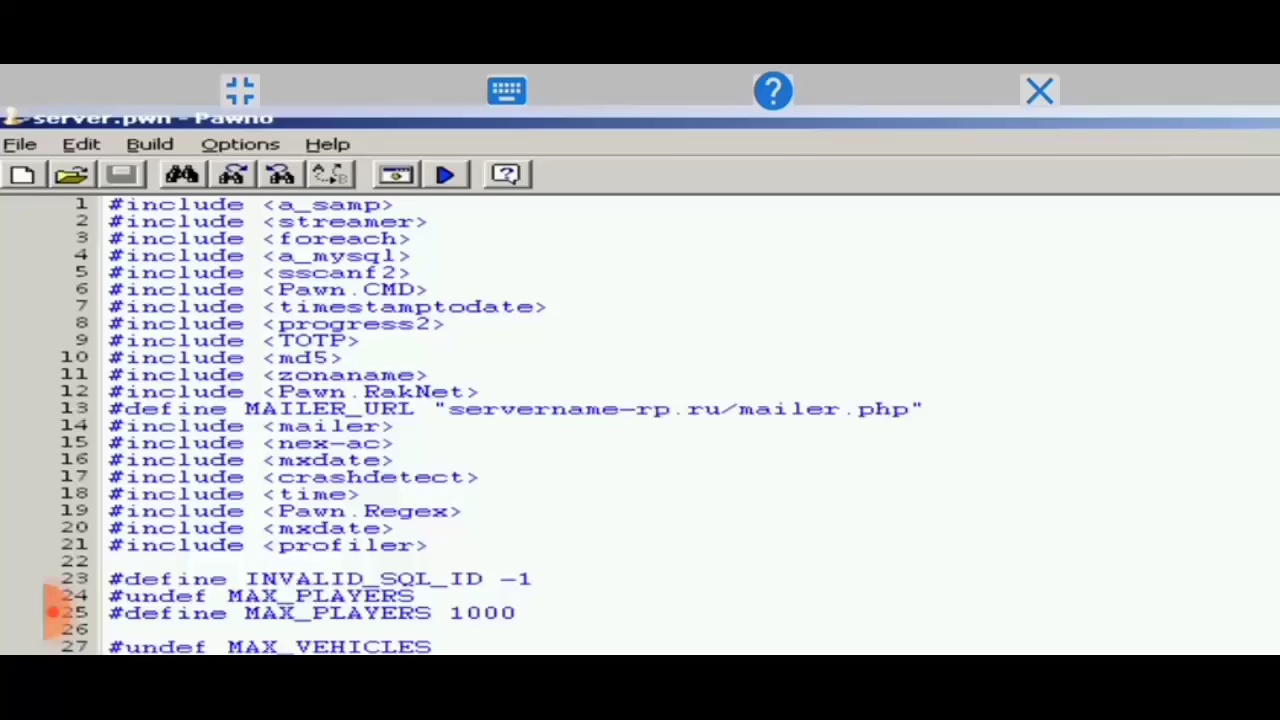 server.pwn - Pawno
File Edit Build Options Help
1 #include <a_samp>
2 #include <streamer>
3 #include <foreach>
4 #include <a_mysql>
5 #include <sscanf2>
6 #include <Pawn.CMD>
7 #include <timestamptodate>
8 #include <progress2>
9 #include <TOTP>
10 #include <md5>
11 #include <zonaname>
12 #include <Pawn.RakNet>
13 #define MAILER_URL "servername-rp.ru/mailer.php"
14 #include <mailer>
15 #include <nex-ac>
16 #include <mxdate>
17 #include <crashdetect>
18 #include <time>
19 #include <Pawn.Regex>
20 #include <mxdate>
21 #include <profiler>
22
23 #define INVALID_SQL_ID -1
24 #undef MAX_PLAYERS
25 #define MAX_PLAYERS 1000
26
27 #undef MAX_VEHICLES